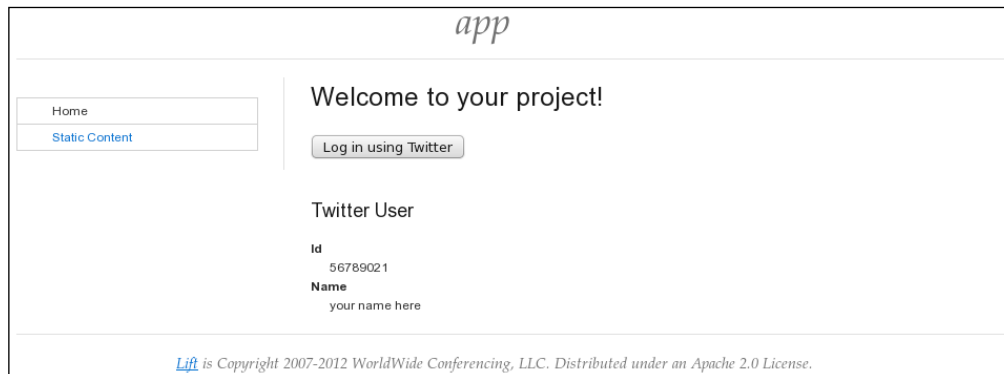 app
Home
Static Content
Welcome to your project!
Log in using Twitter
Twitter User
Id
56789021
Name
your name here
Lift is Copyright 2007-2012 WorldWide Conferencing, LLC. Distributed under an Apache 2.0 License.